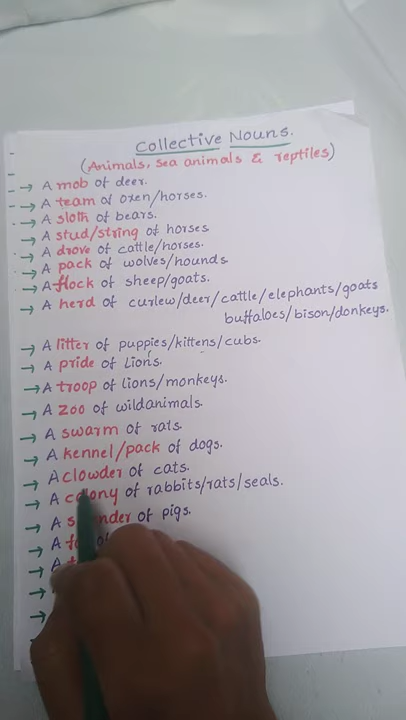 Collective Nouns.
(Animals, Sea animals & reptiles)
→ A mob of deer.
→ A team of oxen/horses.
→ A sloth of bears.
→ A stud/string of horses
→ A drove of cattle/horses.
→ A pack of wolves/hounds
→ A flock of sheep/goats.
→ A herd of curlew/deer/cattle/elephants/goats
buffaloes/bison/donkeys.
→ A litter of puppies/kittens/cubs.
→ A pride of Lions.
→ A troop of lions/monkeys.
→ A zoo of wildanimals.
→ A swarm of rats.
→ A kennel/pack of dogs.
→ A clowder of cats.
→ A colony of rabbits/rats/seals.
→ A of pigs.
→ A of
→ A
→
→